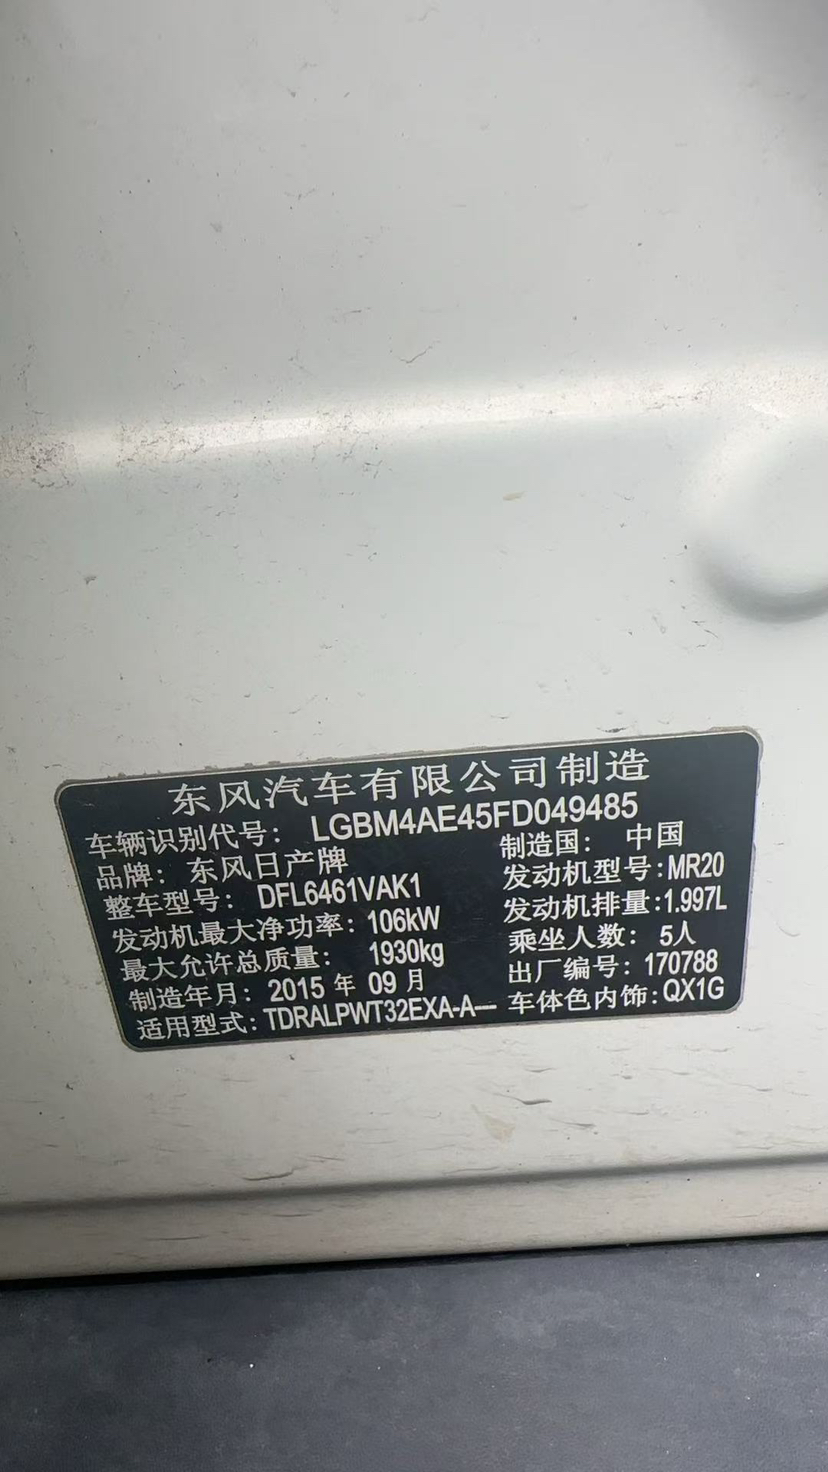 东风汽车有限公司制造
车辆识别代号: LGBM4AE45FD049485
品牌: 东风日产牌 制造国: 中国
整车型号: DFL6461VAK1 发动机型号:MR20
发动机最大净功率: 106kW 发动机排量:1.997L
最大允许总质量: 1930kg 乘坐人数: 5人
制造年月: 2015 年 09 月 出厂编号: 170788
适用型式: TDRALPWT32EXA-A--- 车体色内饰:QX1G